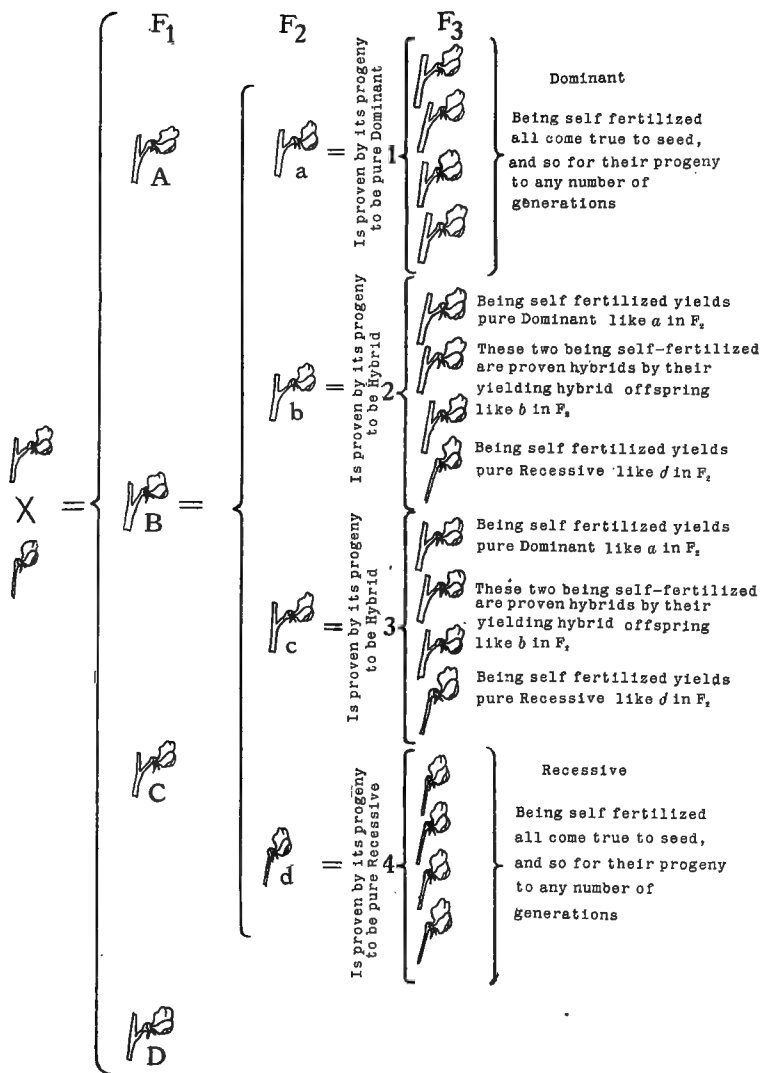 F1
F2
F3
A
B
C
D
X
=
=
a
=
Is proven by its progeny
to be pure Dominant
1
Dominant
Being self fertilized
all come true to seed,
and so for their progeny
to any number of
generations
b
=
Is proven by its progeny
to be Hybrid
2
Being self fertilized yields
pure Dominant like a in F2
These two being self-fertilized
are proven hybrids by their
yielding hybrid offspring
like b in F2
Being self fertilized yields
pure Recessive like d in F2
c
=
Is proven by its progeny
to be Hybrid
3
Being self fertilized yields
pure Dominant like a in F2
These two being self-fertilized
are proven hybrids by their
yielding hybrid offspring
like b in F2
Being self fertilized yields
pure Recessive like d in F2
d
=
Is proven by its progeny
to be pure Recessive
4
Recessive
Being self fertilized
all come true to seed,
and so for their progeny
to any number of
generations